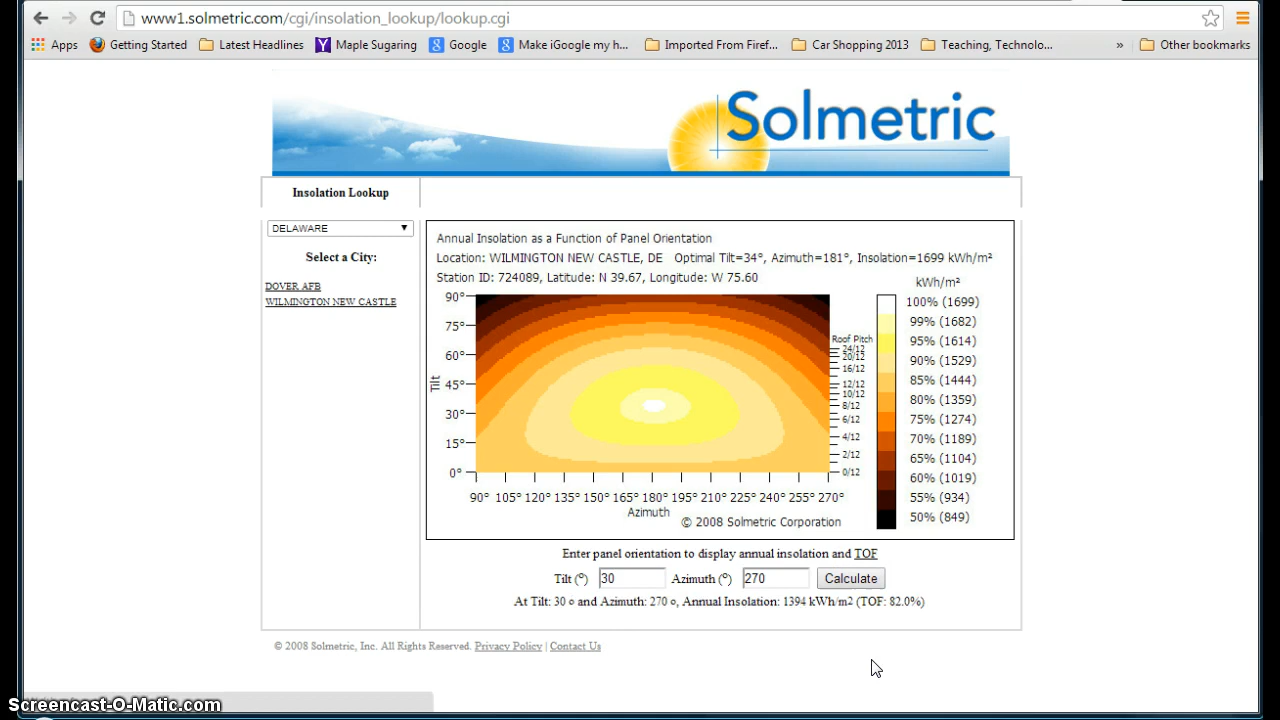 www1.solmetric.com/cgi/insolation_lookup/lookup.cgi
Apps Getting Started Latest Headlines Maple Sugaring Google Make iGoogle my h... Imported From Firef... Car Shopping 2013 Teaching, Technolo... » Other bookmarks
Solmetric
Insolation Lookup
DELAWARE
Select a City:
DOVER AFB
WILMINGTON NEW CASTLE
Annual Insolation as a Function of Panel Orientation
Location: WILMINGTON NEW CASTLE, DE Optimal Tilt=34°, Azimuth=181°, Insolation=1699 kWh/m²
Station ID: 724089, Latitude: N 39.67, Longitude: W 75.60
kWh/m²
100% (1699)
99% (1682)
95% (1614)
90% (1529)
85% (1444)
80% (1359)
75% (1274)
70% (1189)
65% (1104)
60% (1019)
55% (934)
50% (849)
90°
75°
60°
45°
30°
15°
0°
Tilt
Roof Pitch
24/12
20/12
16/12
12/12
10/12
8/12
6/12
4/12
2/12
0/12
90° 105° 120° 135° 150° 165° 180° 195° 210° 225° 240° 255° 270°
Azimuth
© 2008 Solmetric Corporation
Enter panel orientation to display annual insolation and TOF
Tilt (°) 30 Azimuth (°) 270 Calculate
At Tilt: 30 o and Azimuth: 270 o, Annual Insolation: 1394 kWh/m2 (TOF: 82.0%)
© 2008 Solmetric, Inc. All Rights Reserved. Privacy Policy | Contact Us
Screencast-O-Matic.com